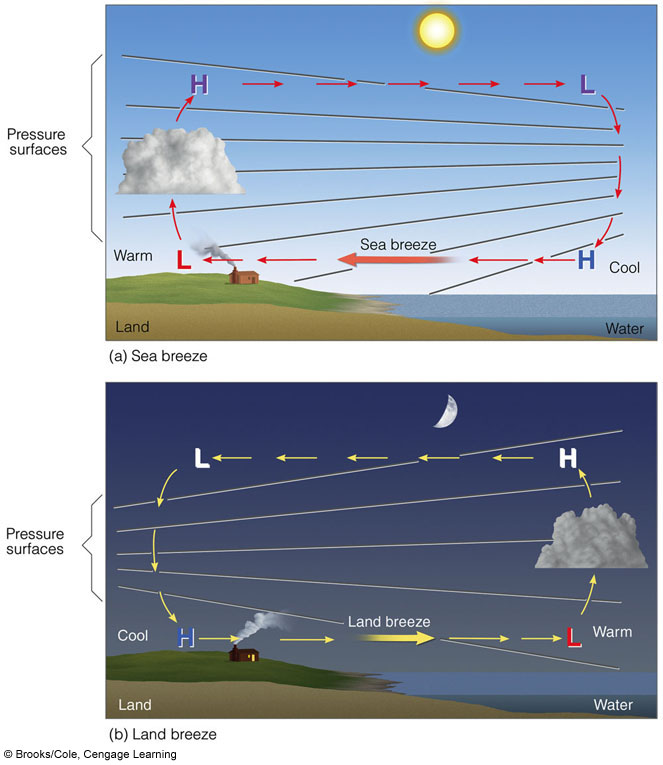 H L
Pressure
surfaces
Sea breeze
Warm L H Cool
Land Water
(a) Sea breeze
L H
Pressure
surfaces
Land breeze
Cool H L Warm
Land Water
(b) Land breeze
© Brooks/Cole, Cengage Learning